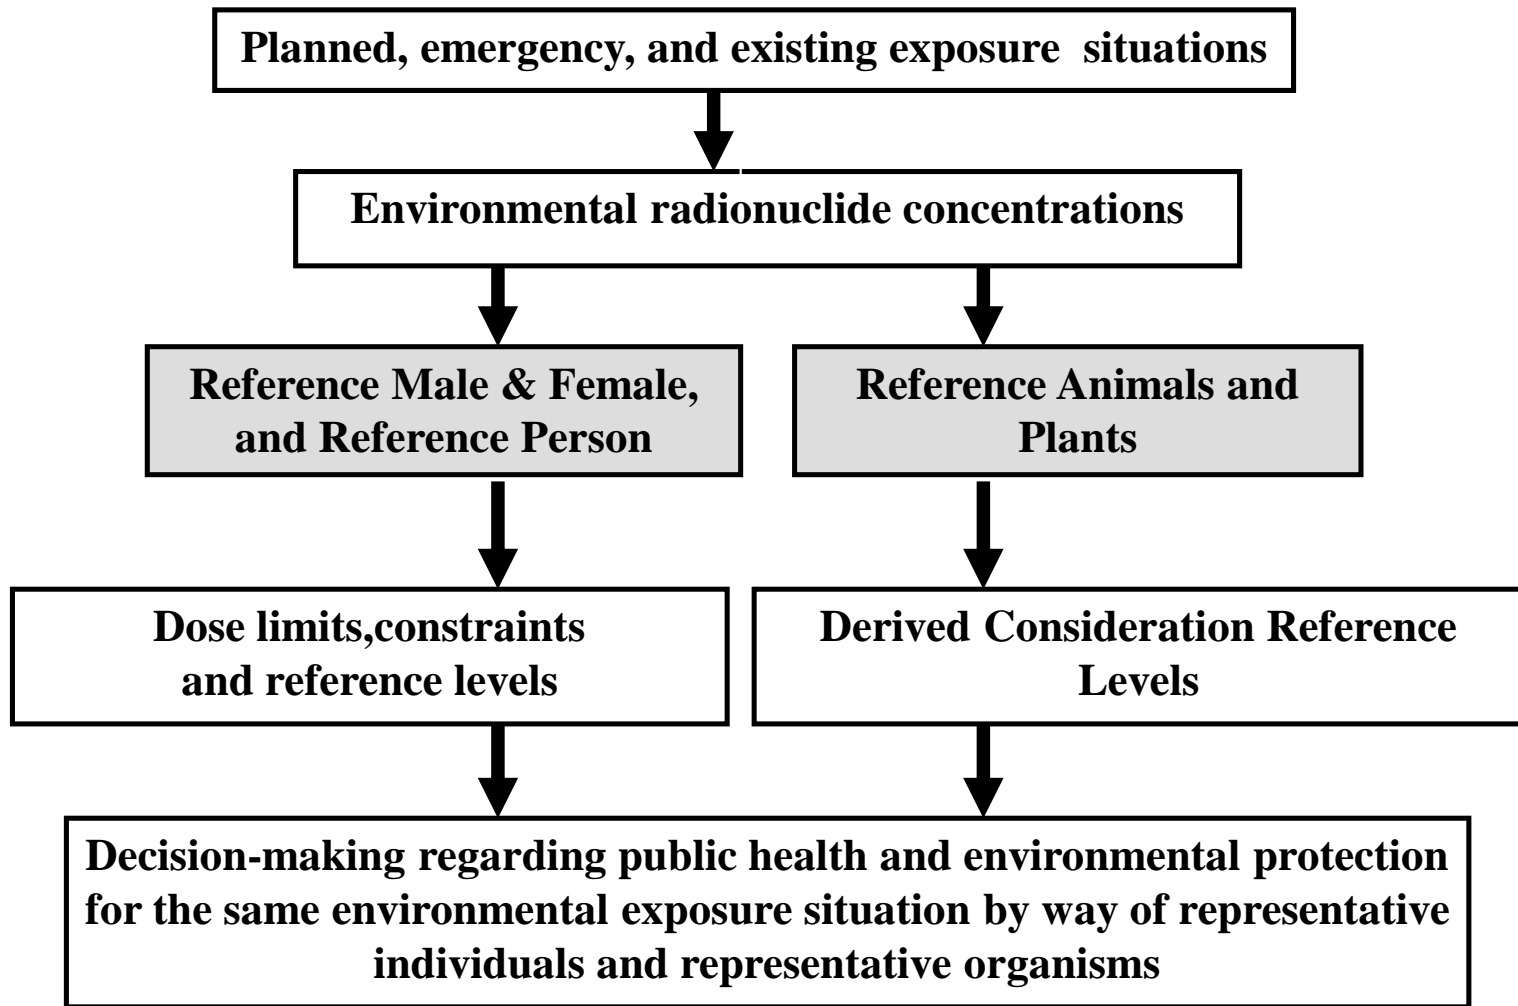 Planned, emergency, and existing exposure situations
Environmental radionuclide concentrations
Reference Male & Female,
and Reference Person
Reference Animals and
Plants
Dose limits,constraints
and reference levels
Derived Consideration Reference
Levels
Decision-making regarding public health and environmental protection
for the same environmental exposure situation by way of representative
individuals and representative organisms